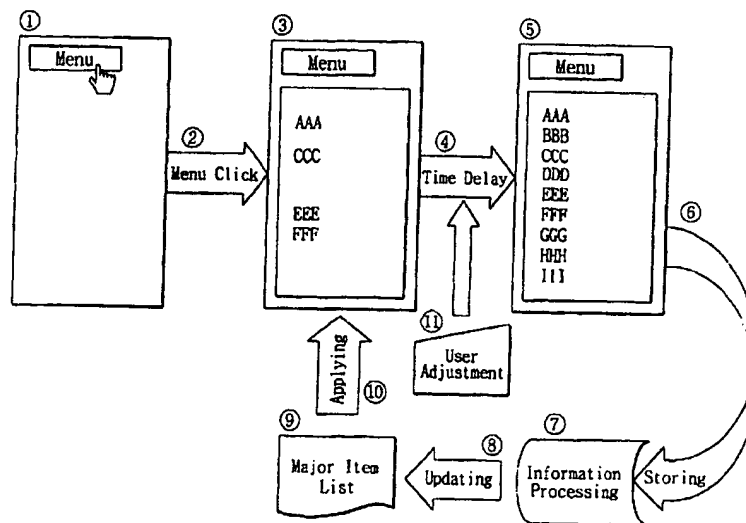 ①
Menu
②
Menu Click
③
Menu
AAA
CCC
EEE
FFF
④
Time Delay
⑤
Menu
AAA
BBB
CCC
DDD
EEE
FFF
GGG
HHH
III
⑥
⑪
User
Adjustment
Applying
⑩
⑨
Major Item
List
⑧
Updating
⑦
Information
Processing
Storing